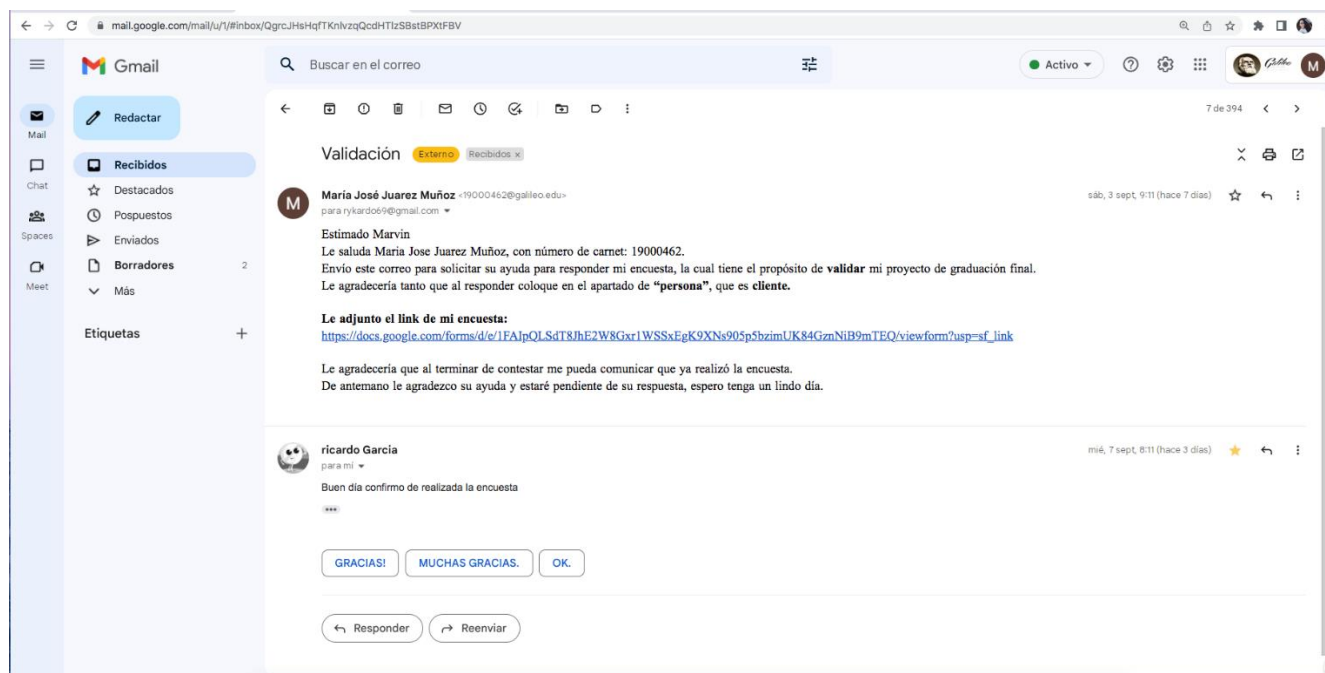 mail.google.com/mail/u/1/#inbox/QgrcJHsHqfTKnlvzqQcdHTlzSBstBPXtFBV
Gmail
Buscar en el correo
Activo
Galileo
M
Mail
Redactar
7 de 394
Validación Externo Recibidos x
Chat
Recibidos
Destacados
Spaces
Pospuestos
Enviados
Meet
Borradores 2
Más
Etiquetas +
M
María José Juarez Muñoz <19000462@galileo.edu> sáb, 3 sept, 9:11 (hace 7 días)
para rykardo69@gmail.com
Estimado Marvin
Le saluda Maria Jose Juarez Muñoz, con número de carnet: 19000462.
Envío este correo para solicitar su ayuda para responder mi encuesta, la cual tiene el propósito de validar mi proyecto de graduación final.
Le agradecería tanto que al responder coloque en el apartado de “persona”, que es cliente.
Le adjunto el link de mi encuesta:
https://docs.google.com/forms/d/e/1FAIpQLSdT8JhE2W8Gxr1WSSxEgK9XNs905p5bzimUK84GznNiB9mTEQ/viewform?usp=sf_link
Le agradecería que al terminar de contestar me pueda comunicar que ya realizó la encuesta.
De antemano le agradezco su ayuda y estaré pendiente de su respuesta, espero tenga un lindo día.
ricardo Garcia mié, 7 sept, 8:11 (hace 3 días)
para mí
Buen día confirmo de realizada la encuesta
GRACIAS! MUCHAS GRACIAS. OK.
Responder Reenviar